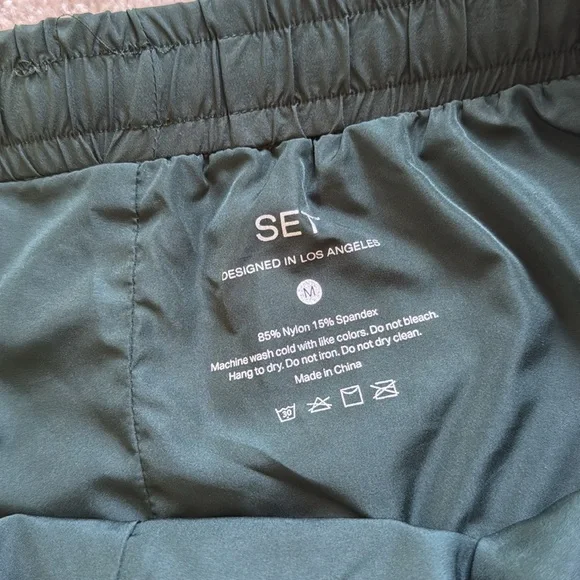 SET
DESIGNED IN LOS ANGELES
M
85% Nylon 15% Spandex
Machine wash cold with like colors. Do not bleach.
Hang to dry. Do not iron. Do not dry clean.
Made in China
30